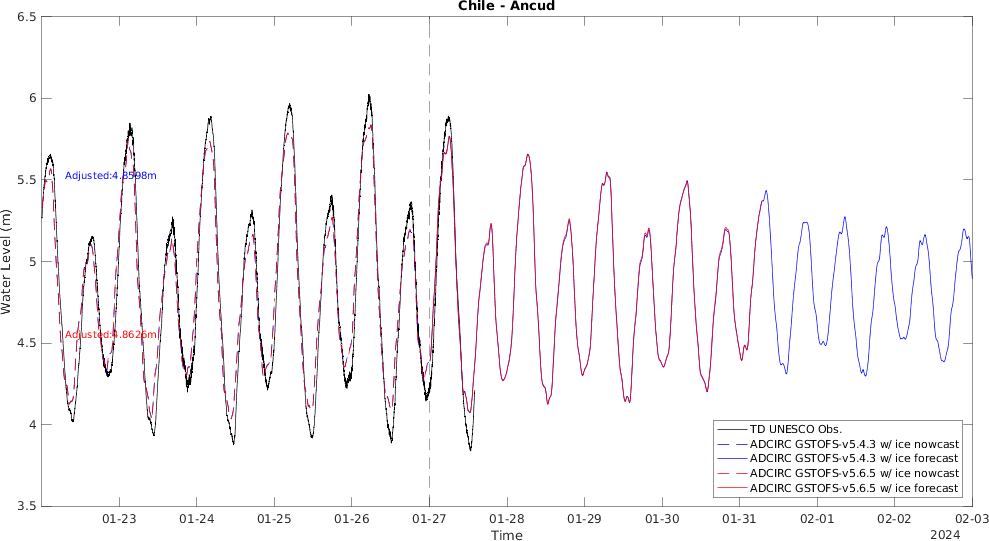 Chile - Ancud
Water Level (m)
6.5
6
5.5
5
4.5
4
3.5
Adjusted:4.8598m
Adjusted:4.8626m
TD UNESCO Obs.
ADCIRC GSTOFS-v5.4.3 w/ ice nowcast
ADCIRC GSTOFS-v5.4.3 w/ ice forecast
ADCIRC GSTOFS-v5.6.5 w/ ice nowcast
ADCIRC GSTOFS-v5.6.5 w/ ice forecast
01-23 01-24 01-25 01-26 01-27 01-28 01-29 01-30 01-31 02-01 02-02 02-03
Time
2024